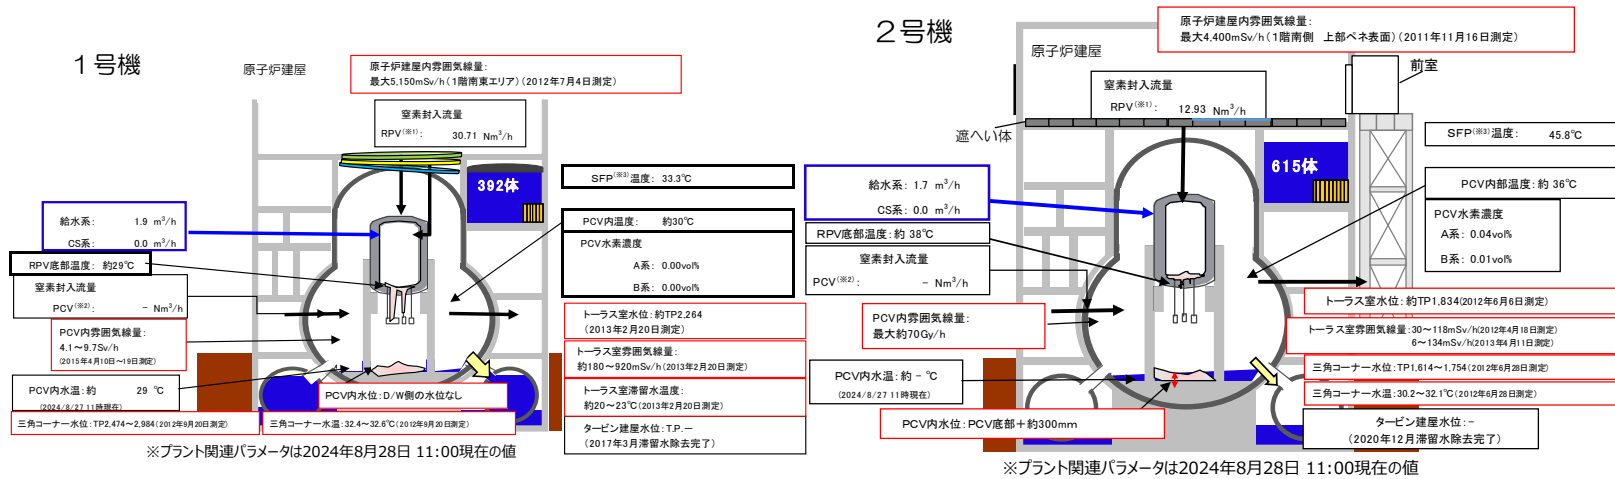 1号機
原子炉建屋
原子炉建屋内雰囲気線量:
最大5,150mSv/h(1階南東エリア)(2012年7月4日測定)
窒素封入流量
RPV(※1): 30.71 Nm3/h
392体
SFP(※3)温度: 33.3℃
給水系: 1.9 m3/h
CS系: 0.0 m3/h
PCV内温度: 約30℃
PCV水素濃度
A系: 0.00vol%
B系: 0.00vol%
RPV底部温度: 約29℃
窒素封入流量
PCV(※2): - Nm3/h
PCV内雰囲気線量:
4.1~9.7Sv/h
(2015年4月10日~19日測定)
トーラス室水位: 約TP2,264
(2013年2月20日測定)
トーラス室雰囲気線量:
約180~920mSv/h(2013年2月20日測定)
トーラス室滞留水温度:
約20~23℃(2013年2月20日測定)
PCV内水温: 約 29 ℃
(2024/8/27 11時現在)
PCV内水位: D/W側の水位なし
三角コーナー水位: TP2,474~2,984(2012年9月20日測定)
三角コーナー水温: 32.4~32.6℃(2012年9月20日測定)
タービン建屋水位: T.P.-
(2017年3月滞留水除去完了)
※プラント関連パラメータは2024年8月28日 11:00現在の値
2号機
原子炉建屋
原子炉建屋内雰囲気線量:
最大4,400mSv/h(1階南側 上部ペネ表面)(2011年11月16日測定)
前室
窒素封入流量
RPV(※1): 12.93 Nm3/h
遮へい体
SFP(※3)温度: 45.8℃
615体
給水系: 1.7 m3/h
CS系: 0.0 m3/h
PCV内部温度: 約 36℃
PCV水素濃度
A系: 0.04vol%
B系: 0.01vol%
RPV底部温度: 約 38℃
窒素封入流量
PCV(※2): - Nm3/h
PCV内雰囲気線量:
最大約70Gy/h
トーラス室水位: 約TP1,834(2012年6月6日測定)
トーラス室雰囲気線量: 30~118mSv/h(2012年4月18日測定)
6~134mSv/h(2013年4月11日測定)
三角コーナー水位: TP1,614~1,754(2012年6月28日測定)
三角コーナー水温: 30.2~32.1℃(2012年6月28日測定)
PCV内水温: 約 - ℃
(2024/8/27 11時現在)
PCV内水位: PCV底部+約300mm
タービン建屋水位: -
(2020年12月滞留水除去完了)
※プラント関連パラメータは2024年8月28日 11:00現在の値